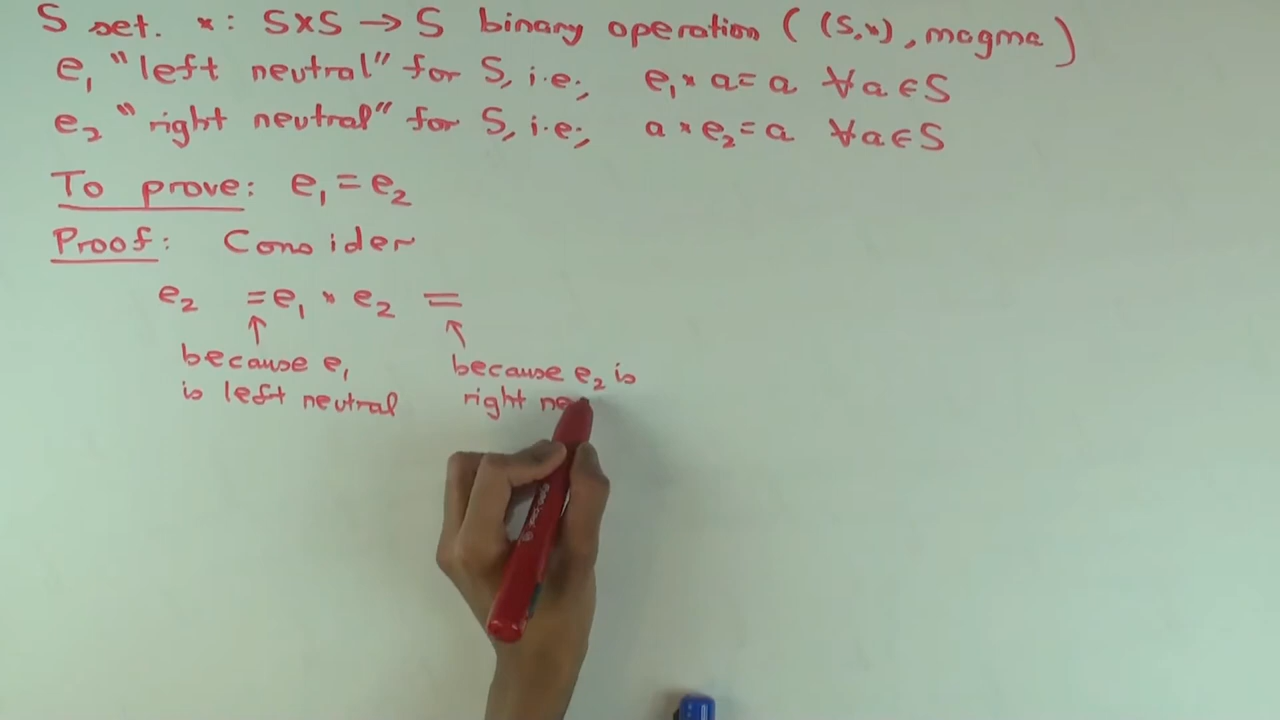 S set. *: S×S → S binary operation ((S,*), magma)
e₁ "left neutral" for S, i.e., e₁ * a = a ∀a∈S
e₂ "right neutral" for S, i.e., a * e₂ = a ∀a∈S
To prove: e₁ = e₂
Proof: Consider
e₂ = e₁ * e₂ =
↑ ↖
because e₁
is left neutral
because e₂ is
right ne